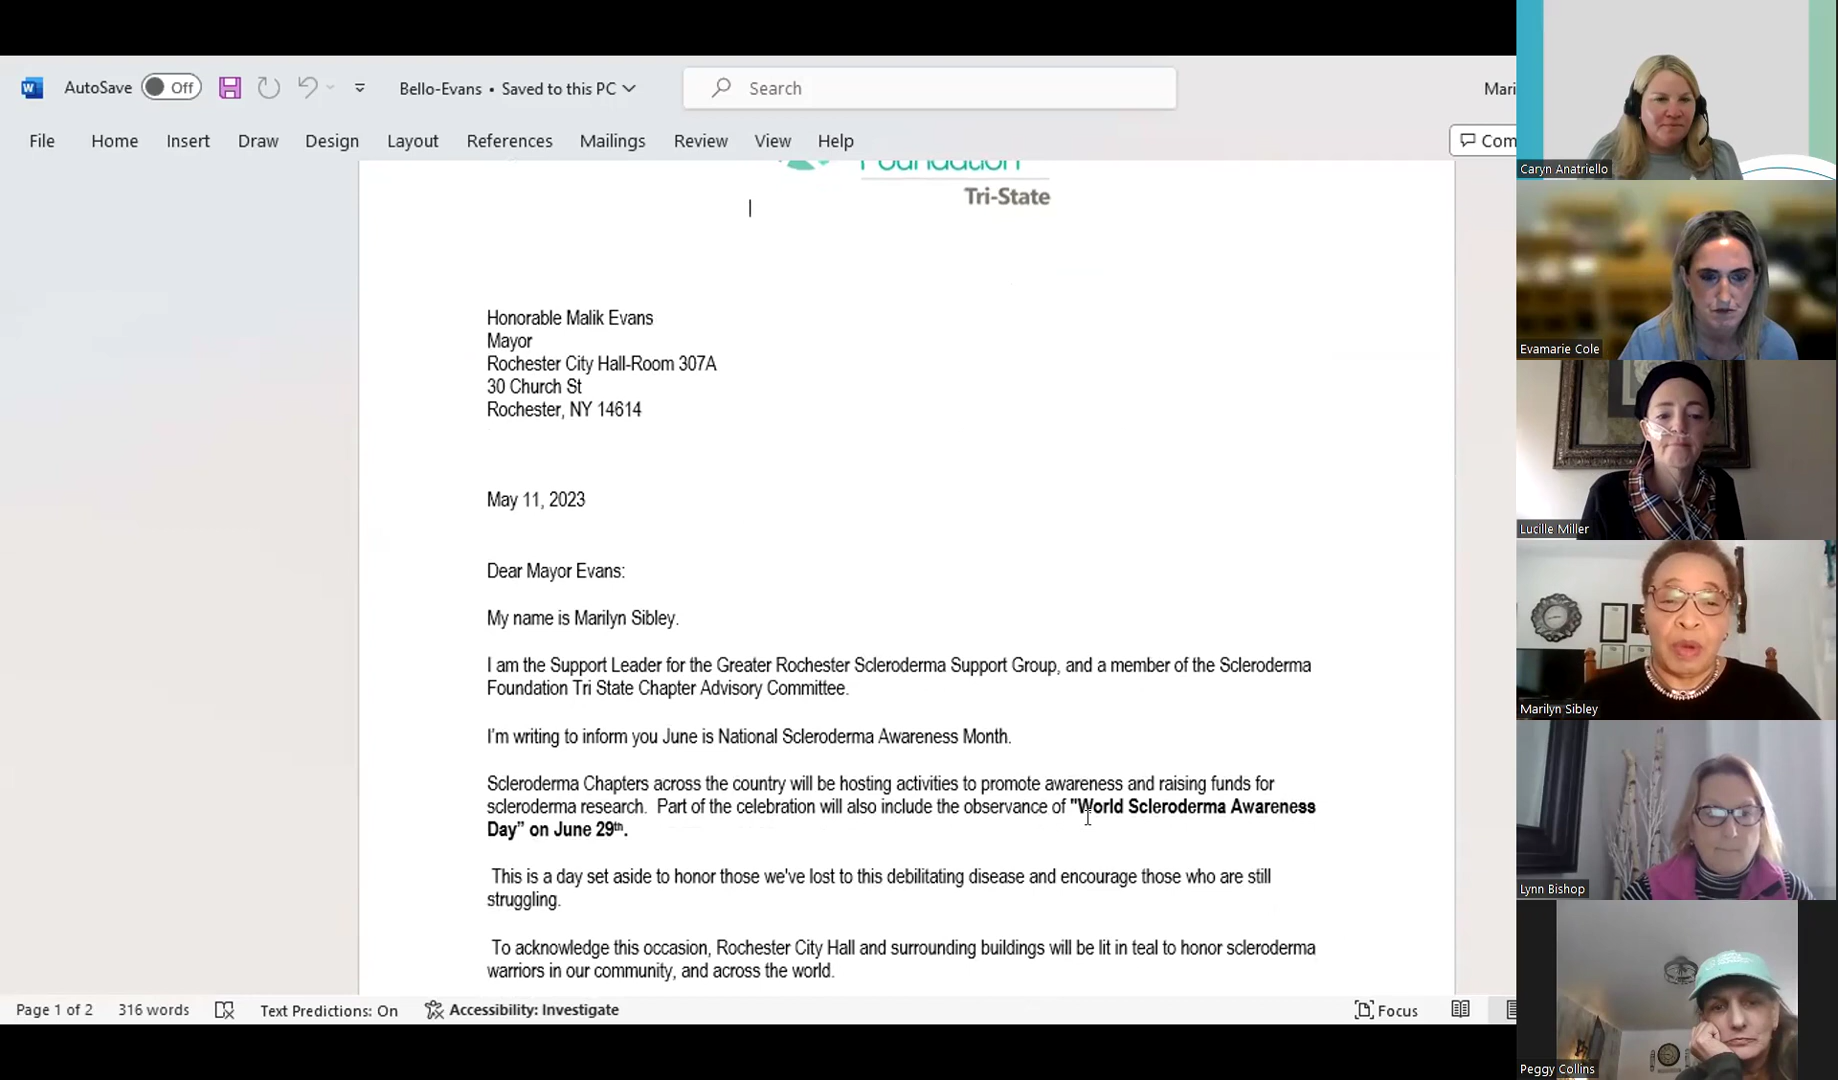 AutoSave Off Bello-Evans • Saved to this PC Search Mari
File Home Insert Draw Design Layout References Mailings Review View Help Com
Foundation
Tri-State
Honorable Malik Evans
Mayor
Rochester City Hall-Room 307A
30 Church St
Rochester, NY 14614
May 11, 2023
Dear Mayor Evans:
My name is Marilyn Sibley.
I am the Support Leader for the Greater Rochester Scleroderma Support Group, and a member of the Scleroderma
Foundation Tri State Chapter Advisory Committee.
I'm writing to inform you June is National Scleroderma Awareness Month.
Scleroderma Chapters across the country will be hosting activities to promote awareness and raising funds for
scleroderma research.  Part of the celebration will also include the observance of "World Scleroderma Awareness
Day” on June 29th.
This is a day set aside to honor those we've lost to this debilitating disease and encourage those who are still
struggling.
To acknowledge this occasion, Rochester City Hall and surrounding buildings will be lit in teal to honor scleroderma
warriors in our community, and across the world.
Page 1 of 2 316 words Text Predictions: On Accessibility: Investigate Focus
Caryn Anatriello
Evamarie Cole
Lucille Miller
Marilyn Sibley
Lynn Bishop
Peggy Collins